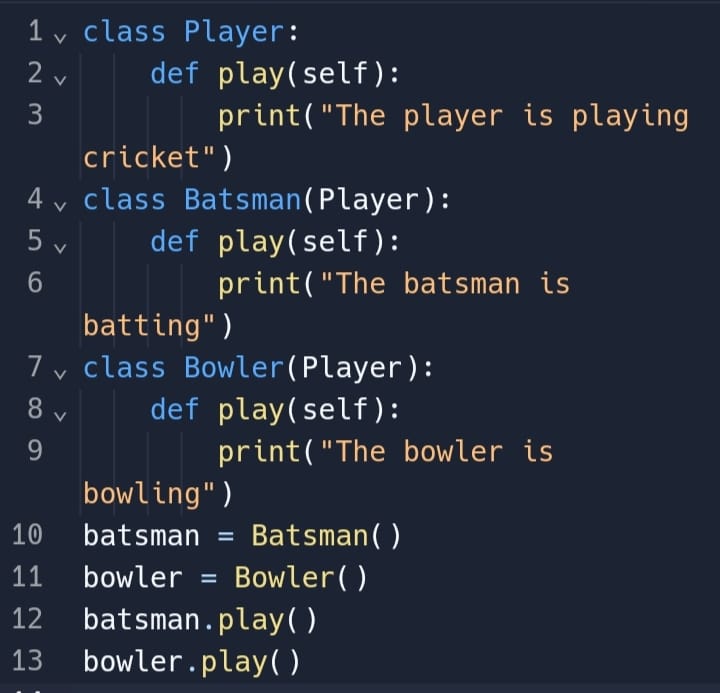 1 class Player:
2     def play(self):
3         print("The player is playing
cricket")
4 class Batsman(Player):
5     def play(self):
6         print("The batsman is
batting")
7 class Bowler(Player):
8     def play(self):
9         print("The bowler is
bowling")
10 batsman = Batsman()
11 bowler = Bowler()
12 batsman.play()
13 bowler.play()